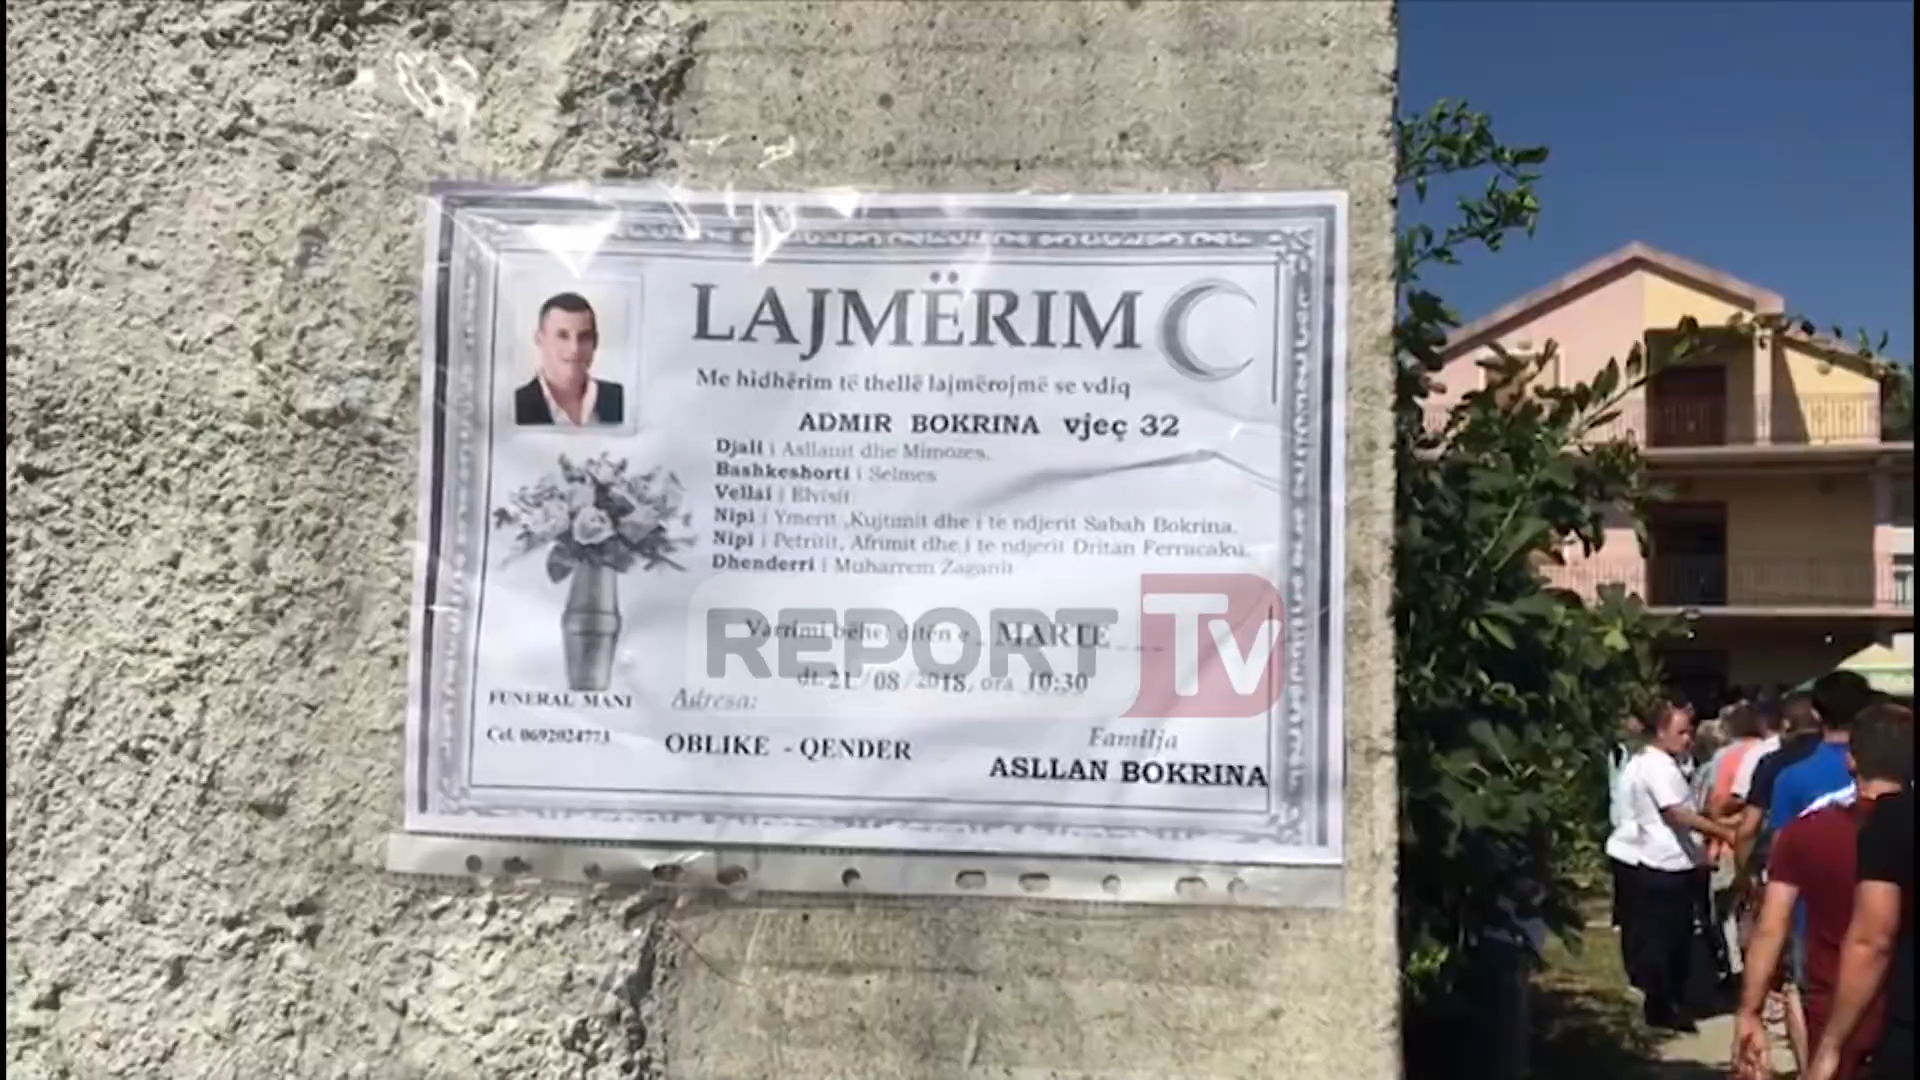 LAJMËRIM
Me hidhërim të thellë lajmërojmë se vdiq
ADMIR BOKRINA vjeç 32
Djali i Asllanit dhe Mimozes.
Bashkeshorti i Selmes
Vellai i Elvisit
Nipi i Ymerit ,Kujtimit dhe i te ndjerit Sabah Bokrina.
Nipi i Petritit, Afrimit dhe i te ndjerit Dritan Ferracaku.
Dhenderri i Muharrem Zaganit
Varrimi bëhet ditën e MARTE
dt. 21/08/2018, ora 10:30
REPORT Tv
FUNERAL MANI
Cel. 0692024773
Adresa:
OBLIKE - QENDER
Familja
ASLLAN BOKRINA